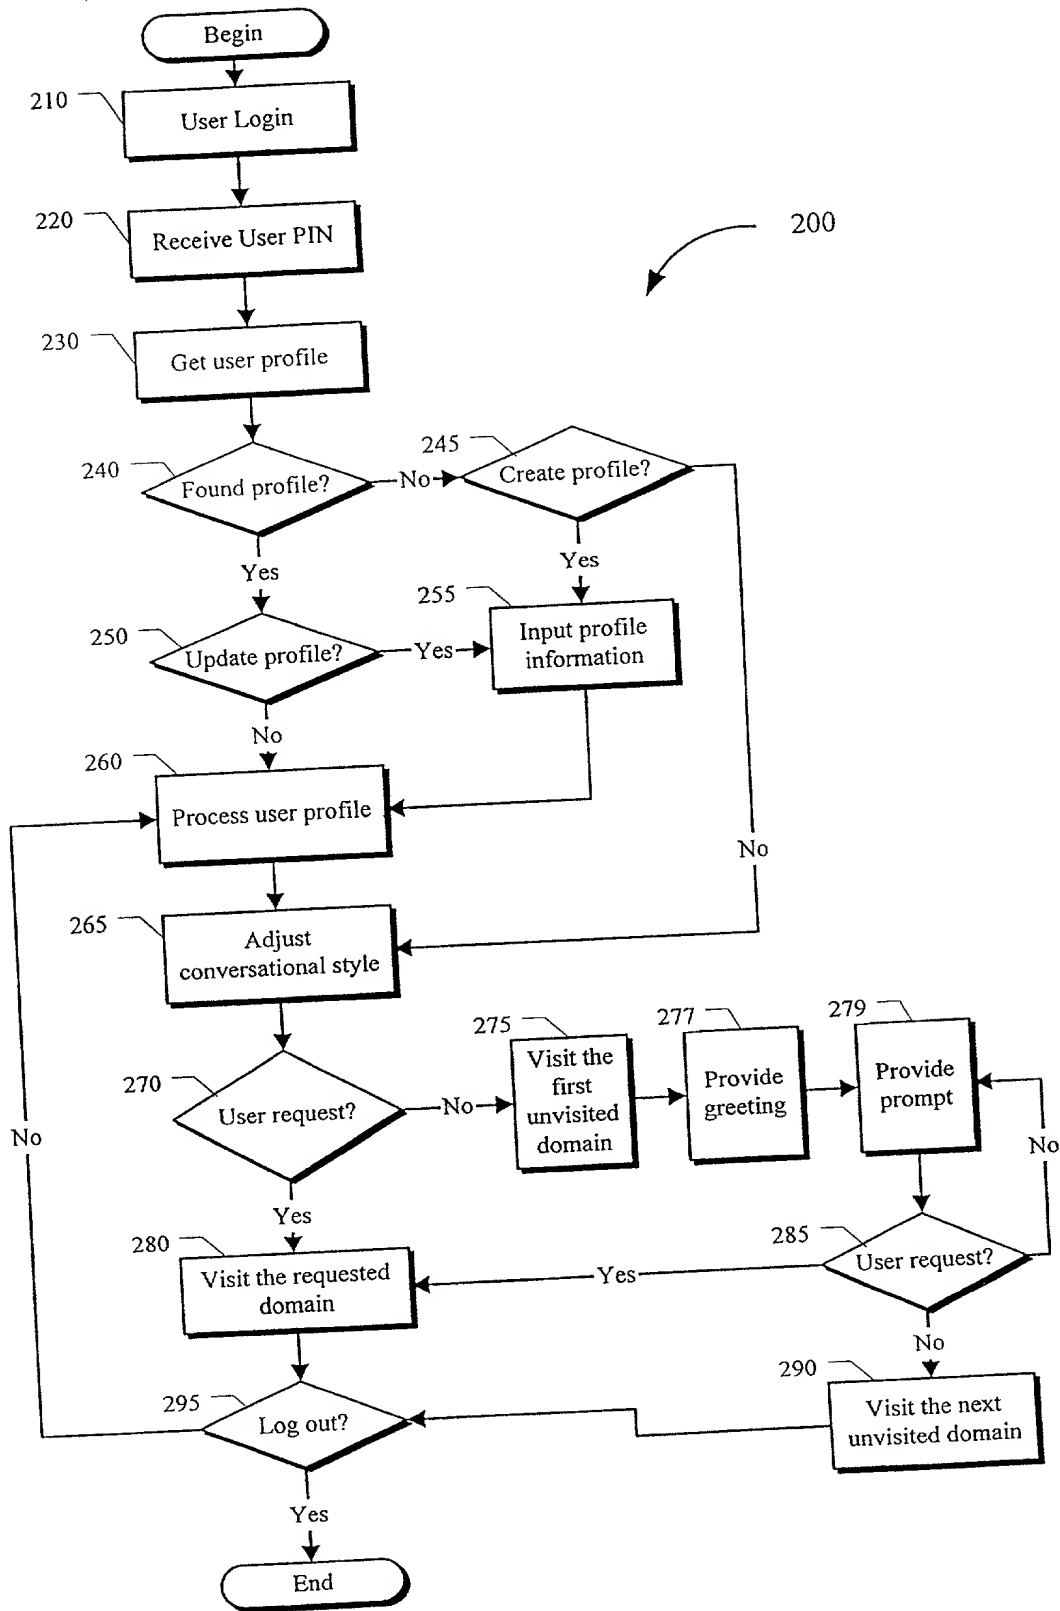 Begin
210
User Login
220
Receive User PIN
200
230
Get user profile
240
Found profile?
No
245
Create profile?
Yes
Yes
250
Update profile?
Yes
255
Input profile
information
No
260
Process user profile
No
265
Adjust
conversational style
270
User request?
No
275
Visit the
first
unvisited
domain
277
Provide
greeting
279
Provide
prompt
No
No
Yes
280
Visit the requested
domain
Yes
285
User request?
No
290
Visit the next
unvisited domain
295
Log out?
Yes
End